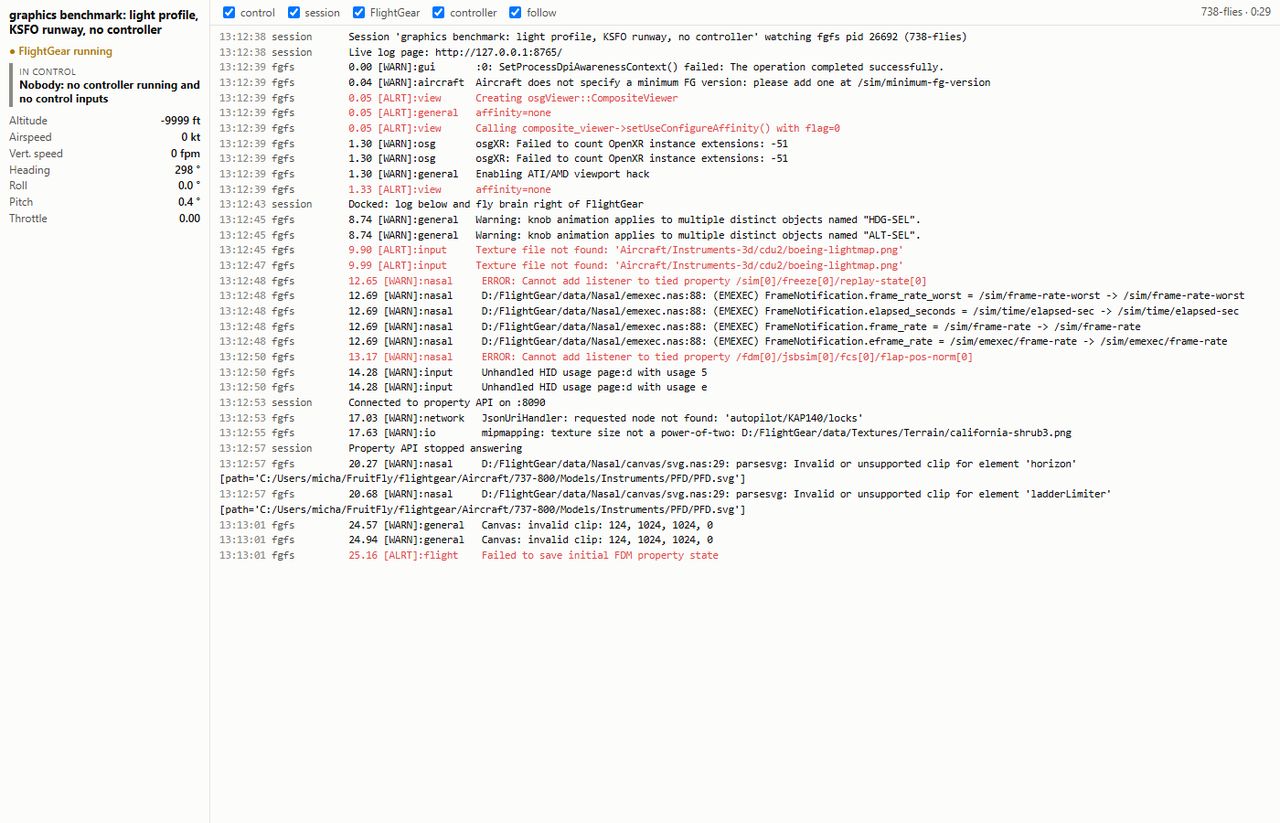 graphics benchmark: light profile,
KSFO runway, no controller
● FlightGear running
IN CONTROL
Nobody: no controller running and
no control inputs
Altitude -9999 ft
Airspeed 0 kt
Vert. speed 0 fpm
Heading 298 °
Roll 0.0 °
Pitch 0.4 °
Throttle 0.00
control session FlightGear controller follow 738-flies · 0:29
13:12:38 session Session 'graphics benchmark: light profile, KSFO runway, no controller' watching fgfs pid 26692 (738-flies)
13:12:38 session Live log page: http://127.0.0.1:8765/
13:12:39 fgfs 0.00 [WARN]:gui :0: SetProcessDpiAwarenessContext() failed: The operation completed successfully.
13:12:39 fgfs 0.04 [WARN]:aircraft Aircraft does not specify a minimum FG version: please add one at /sim/minimum-fg-version
13:12:39 fgfs 0.05 [ALRT]:view Creating osgViewer::CompositeViewer
13:12:39 fgfs 0.05 [ALRT]:general affinity=none
13:12:39 fgfs 0.05 [ALRT]:view Calling composite_viewer->setUseConfigureAffinity() with flag=0
13:12:39 fgfs 1.30 [WARN]:osg osgXR: Failed to count OpenXR instance extensions: -51
13:12:39 fgfs 1.30 [WARN]:osg osgXR: Failed to count OpenXR instance extensions: -51
13:12:39 fgfs 1.30 [WARN]:general Enabling ATI/AMD viewport hack
13:12:39 fgfs 1.33 [ALRT]:view affinity=none
13:12:43 session Docked: log below and fly brain right of FlightGear
13:12:45 fgfs 8.74 [WARN]:general Warning: knob animation applies to multiple distinct objects named "HDG-SEL".
13:12:45 fgfs 8.74 [WARN]:general Warning: knob animation applies to multiple distinct objects named "ALT-SEL".
13:12:45 fgfs 9.90 [ALRT]:input Texture file not found: 'Aircraft/Instruments-3d/cdu2/boeing-lightmap.png'
13:12:47 fgfs 9.99 [ALRT]:input Texture file not found: 'Aircraft/Instruments-3d/cdu2/boeing-lightmap.png'
13:12:48 fgfs 12.65 [WARN]:nasal ERROR: Cannot add listener to tied property /sim[0]/freeze[0]/replay-state[0]
13:12:48 fgfs 12.69 [WARN]:nasal D:/FlightGear/data/Nasal/emexec.nas:88: (EMEXEC) FrameNotification.frame_rate_worst = /sim/frame-rate-worst -> /sim/frame-rate-worst
13:12:48 fgfs 12.69 [WARN]:nasal D:/FlightGear/data/Nasal/emexec.nas:88: (EMEXEC) FrameNotification.elapsed_seconds = /sim/time/elapsed-sec -> /sim/time/elapsed-sec
13:12:48 fgfs 12.69 [WARN]:nasal D:/FlightGear/data/Nasal/emexec.nas:88: (EMEXEC) FrameNotification.frame_rate = /sim/frame-rate -> /sim/frame-rate
13:12:48 fgfs 12.69 [WARN]:nasal D:/FlightGear/data/Nasal/emexec.nas:88: (EMEXEC) FrameNotification.eframe_rate = /sim/emexec/frame-rate -> /sim/emexec/frame-rate
13:12:50 fgfs 13.17 [WARN]:nasal ERROR: Cannot add listener to tied property /fdm[0]/jsbsim[0]/fcs[0]/flap-pos-norm[0]
13:12:50 fgfs 14.28 [WARN]:input Unhandled HID usage page:d with usage 5
13:12:50 fgfs 14.28 [WARN]:input Unhandled HID usage page:d with usage e
13:12:53 session Connected to property API on :8090
13:12:53 fgfs 17.03 [WARN]:network JsonUriHandler: requested node not found: 'autopilot/KAP140/locks'
13:12:55 fgfs 17.63 [WARN]:io mipmapping: texture size not a power-of-two: D:/FlightGear/data/Textures/Terrain/california-shrub3.png
13:12:57 session Property API stopped answering
13:12:57 fgfs 20.27 [WARN]:nasal D:/FlightGear/data/Nasal/canvas/svg.nas:29: parsesvg: Invalid or unsupported clip for element 'horizon'
[path='C:/Users/micha/FruitFly/flightgear/Aircraft/737-800/Models/Instruments/PFD/PFD.svg']
13:12:57 fgfs 20.68 [WARN]:nasal D:/FlightGear/data/Nasal/canvas/svg.nas:29: parsesvg: Invalid or unsupported clip for element 'ladderLimiter'
[path='C:/Users/micha/FruitFly/flightgear/Aircraft/737-800/Models/Instruments/PFD/PFD.svg']
13:13:01 fgfs 24.57 [WARN]:general Canvas: invalid clip: 124, 1024, 1024, 0
13:13:01 fgfs 24.94 [WARN]:general Canvas: invalid clip: 124, 1024, 1024, 0
13:13:01 fgfs 25.16 [ALRT]:flight Failed to save initial FDM property state